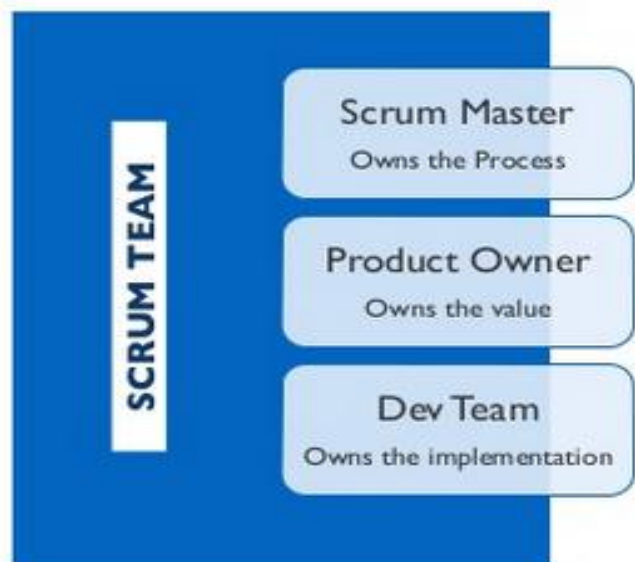 SCRUM TEAM
Scrum Master
Owns the Process
Product Owner
Owns the value
Dev Team
Owns the implementation